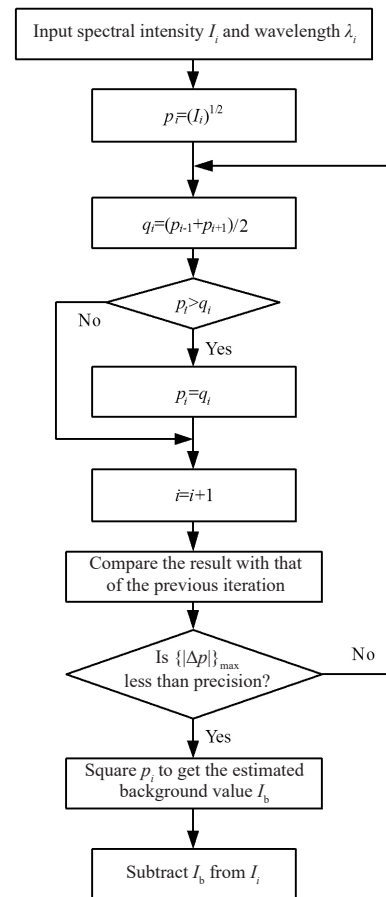 Input spectral intensity Iᵢ and wavelength λᵢ
pᵢ=(Iᵢ)^1/2
qᵢ=(pᵢ₋₁+pᵢ₊₁)/2
pᵢ>qᵢ
No
Yes
pᵢ=qᵢ
i=i+1
Compare the result with that
of the previous iteration
Is {|Δp|}max
less than precision?
No
Yes
Square pᵢ to get the estimated
background value I_b
Subtract I_b from Iᵢ